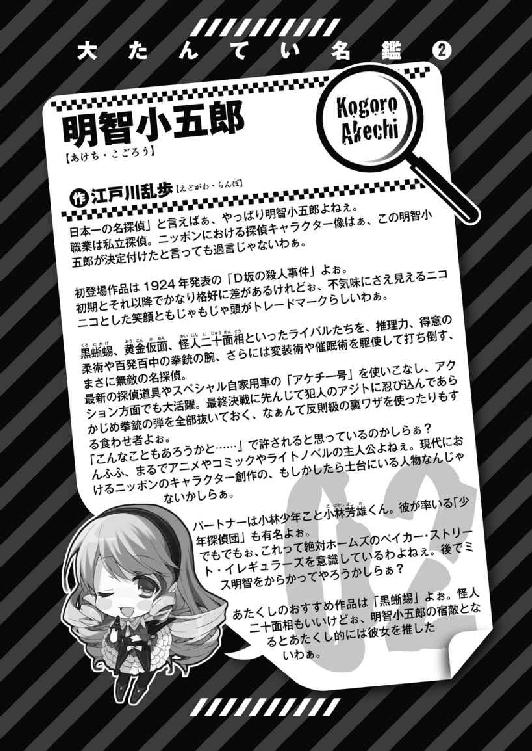 大たんてい名鑑❷
Kogoro
Akechi
明智小五郎
【あけち・こごろう】
作 江戸川乱歩【えどがわ・らんぽ】
日本一の名探偵」と言えばぁ、やっぱり明智小五郎よねぇ。
職業は私立探偵。ニッポンにおける探偵キャラクター像はぁ、この明智小
五郎が決定付けたと言っても過言じゃないわぁ。
初登場作品は1924年発表の「D坂の殺人事件」よぉ。
初期とそれ以降でかなり格好に差があるけれどぉ、不気味にさえ見えるニコ
ニコとした笑顔ともじゃもじゃ頭がトレードマークらしいわぁ。
黒蜥蜴、黄金仮面、怪人二十面相といったライバルたちを、推理力、得意の
柔術や百発百中の拳銃の腕、さらには変装術や催眠術を駆使して打ち倒す、
まさに無敵の名探偵。
最新の探偵道具やスペシャル自家用車の「アケチ一号」を使いこなし、アク
ション方面でも大活躍。最終決戦に先んじて犯人のアジトに忍び込んであら
かじめ拳銃の弾を全部抜いておく、なぁんて反則級の裏ワザを使ったりもす
る食わせ者よぉ。
「こんなこともあろうかと……」で許されると思っているのかしらぁ?
んふふ、まるでアニメやコミックやライトノベルの主人公よねぇ。現代にお
けるニッポンのキャラクター創作の、もしかしたら土台にいる人物なんじゃ
ないかしらぁ。
パートナーは小林少年こと小林芳雄くん。彼が率いる「少
年探偵団」も有名よぉ。
でもでもぉ、これって絶対ホームズのベイカー・ストリー
ト・イレギュラーズを意識しているわよねぇ。後でミ
ス明智をからかってやろうかしらぁ?
あたくしのおすすめ作品は「黒蜥蜴」よぉ。怪人
二十面相もいいけどぉ、明智小五郎の宿敵とな
るとあたくし的には彼女を推した
いわぁ。
02